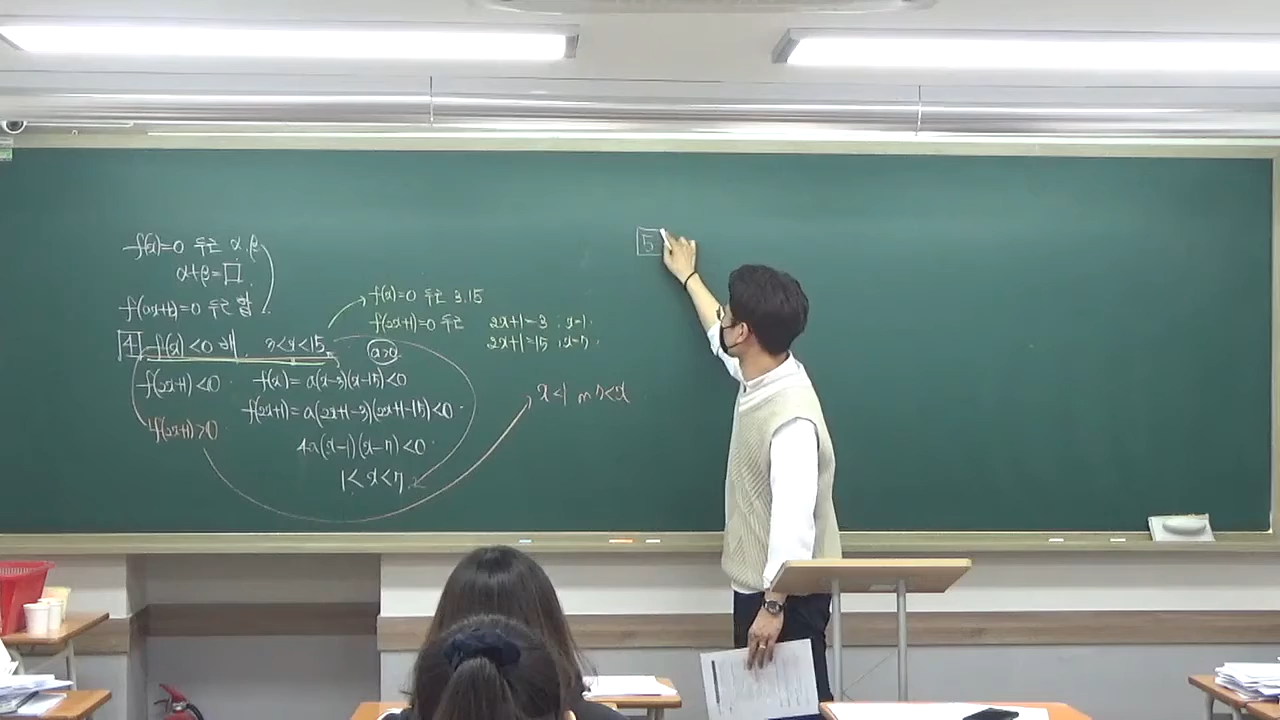 f(x)=0 두근 α, β
α+β=□.
f(ax+b)=0 두근 합
4 f(x)<0 해. 3<x<15.
f(x)=0 두근 3.15
f(2x+1)=0 두근
2x+1=3 ; x=1.
2x+1=15 ; x=7.
a>0
f(2x+1)<0.
f(x)=a(x-3)(x-15)<0
f(2x+1)=a(2x+1-3)(2x+1-15)<0.
f(2x+1)>0
4a(x-1)(x-7)<0.
1<x<7.
x<1 or 7<x
5